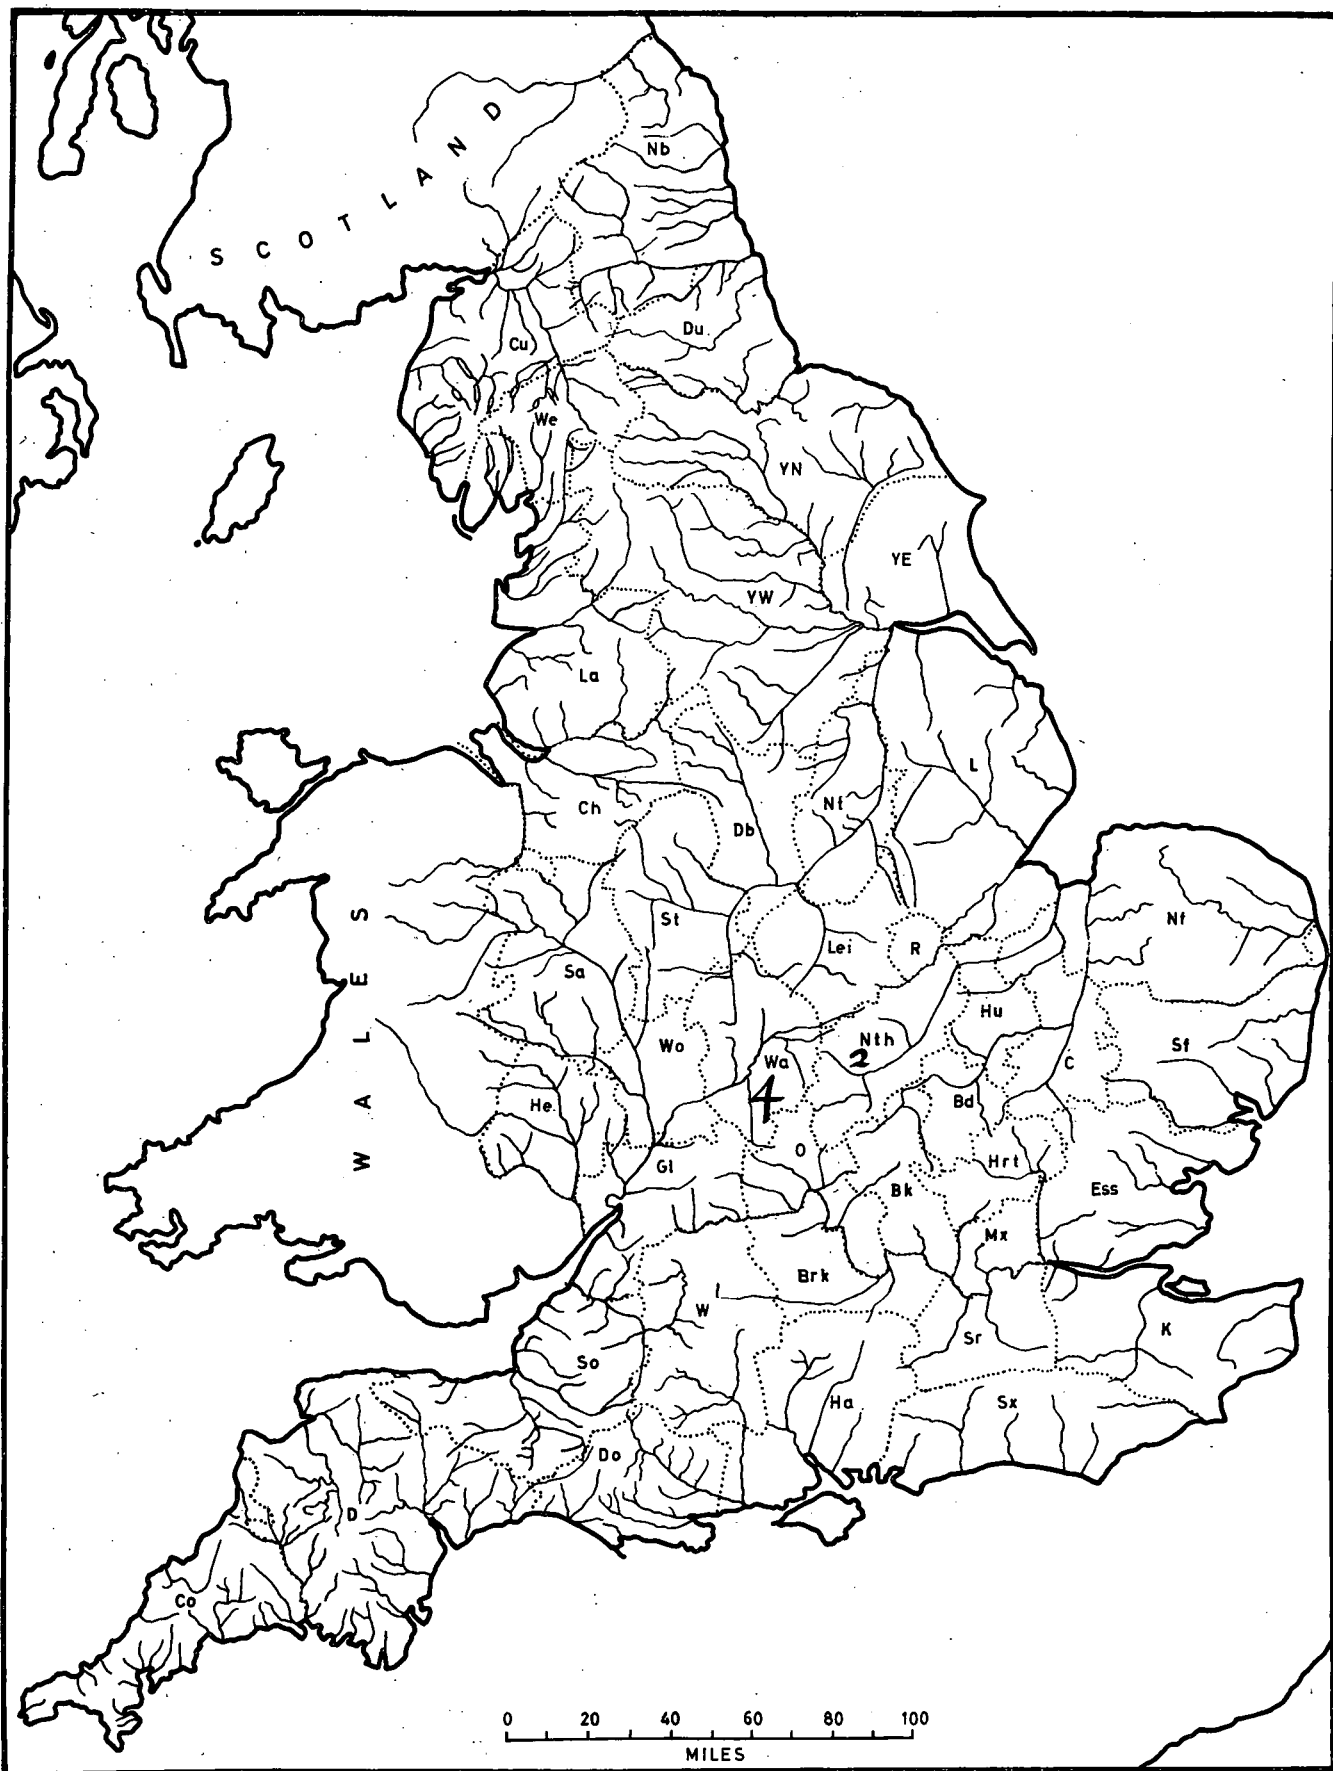 SCOTLAND
Nb
Cu
Du
We
YN
YE
YW
La
L
Ch
Db
Nt
WALES
St
Lei
R
Nf
Sa
Hu
Wo
Wa
4
Nth
2
C
Sf
He
Bd
Gl
O
Hrt
Bk
Ess
Mx
Brk
W
So
Sr
K
Ha
Sx
Do
D
Co
0 20 40 60 80 100
MILES